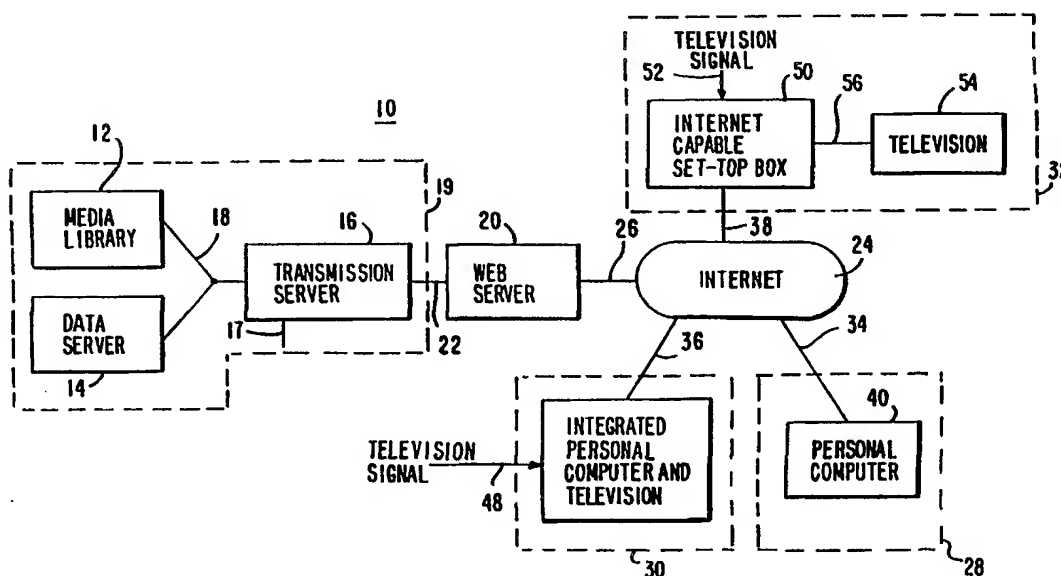 TELEVISION
SIGNAL
52
50
56
54
10
INTERNET
CAPABLE
SET-TOP BOX
TELEVISION
32
12
19
18
16
MEDIA
LIBRARY
TRANSMISSION
SERVER
20
WEB
SERVER
26
38
INTERNET
24
DATA
SERVER
14
17
22
36
34
TELEVISION
SIGNAL
48
INTEGRATED
PERSONAL
COMPUTER AND
TELEVISION
40
PERSONAL
COMPUTER
30
28